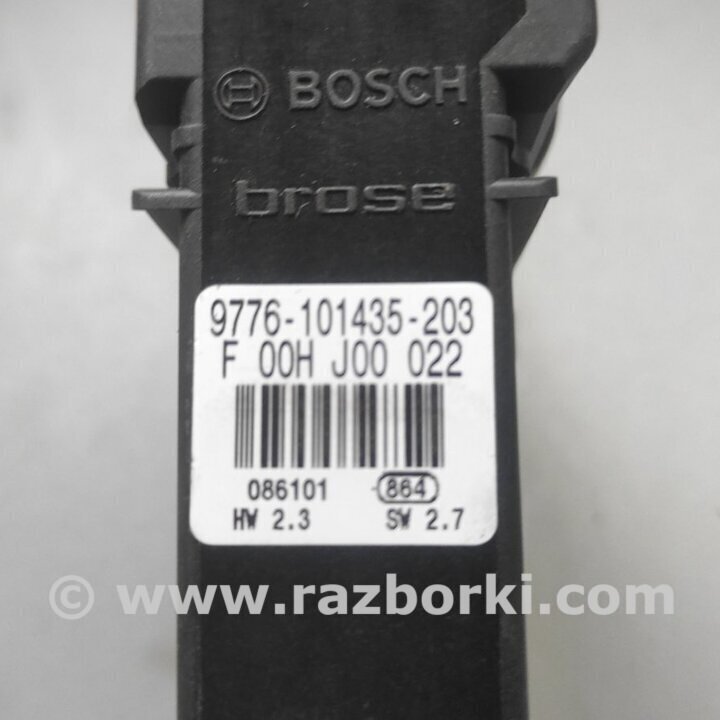 BOSCH
brose
9776-101435-203
F 00H J00 022
086101 864
HW 2.3 SW 2.7
© www.razborki.com